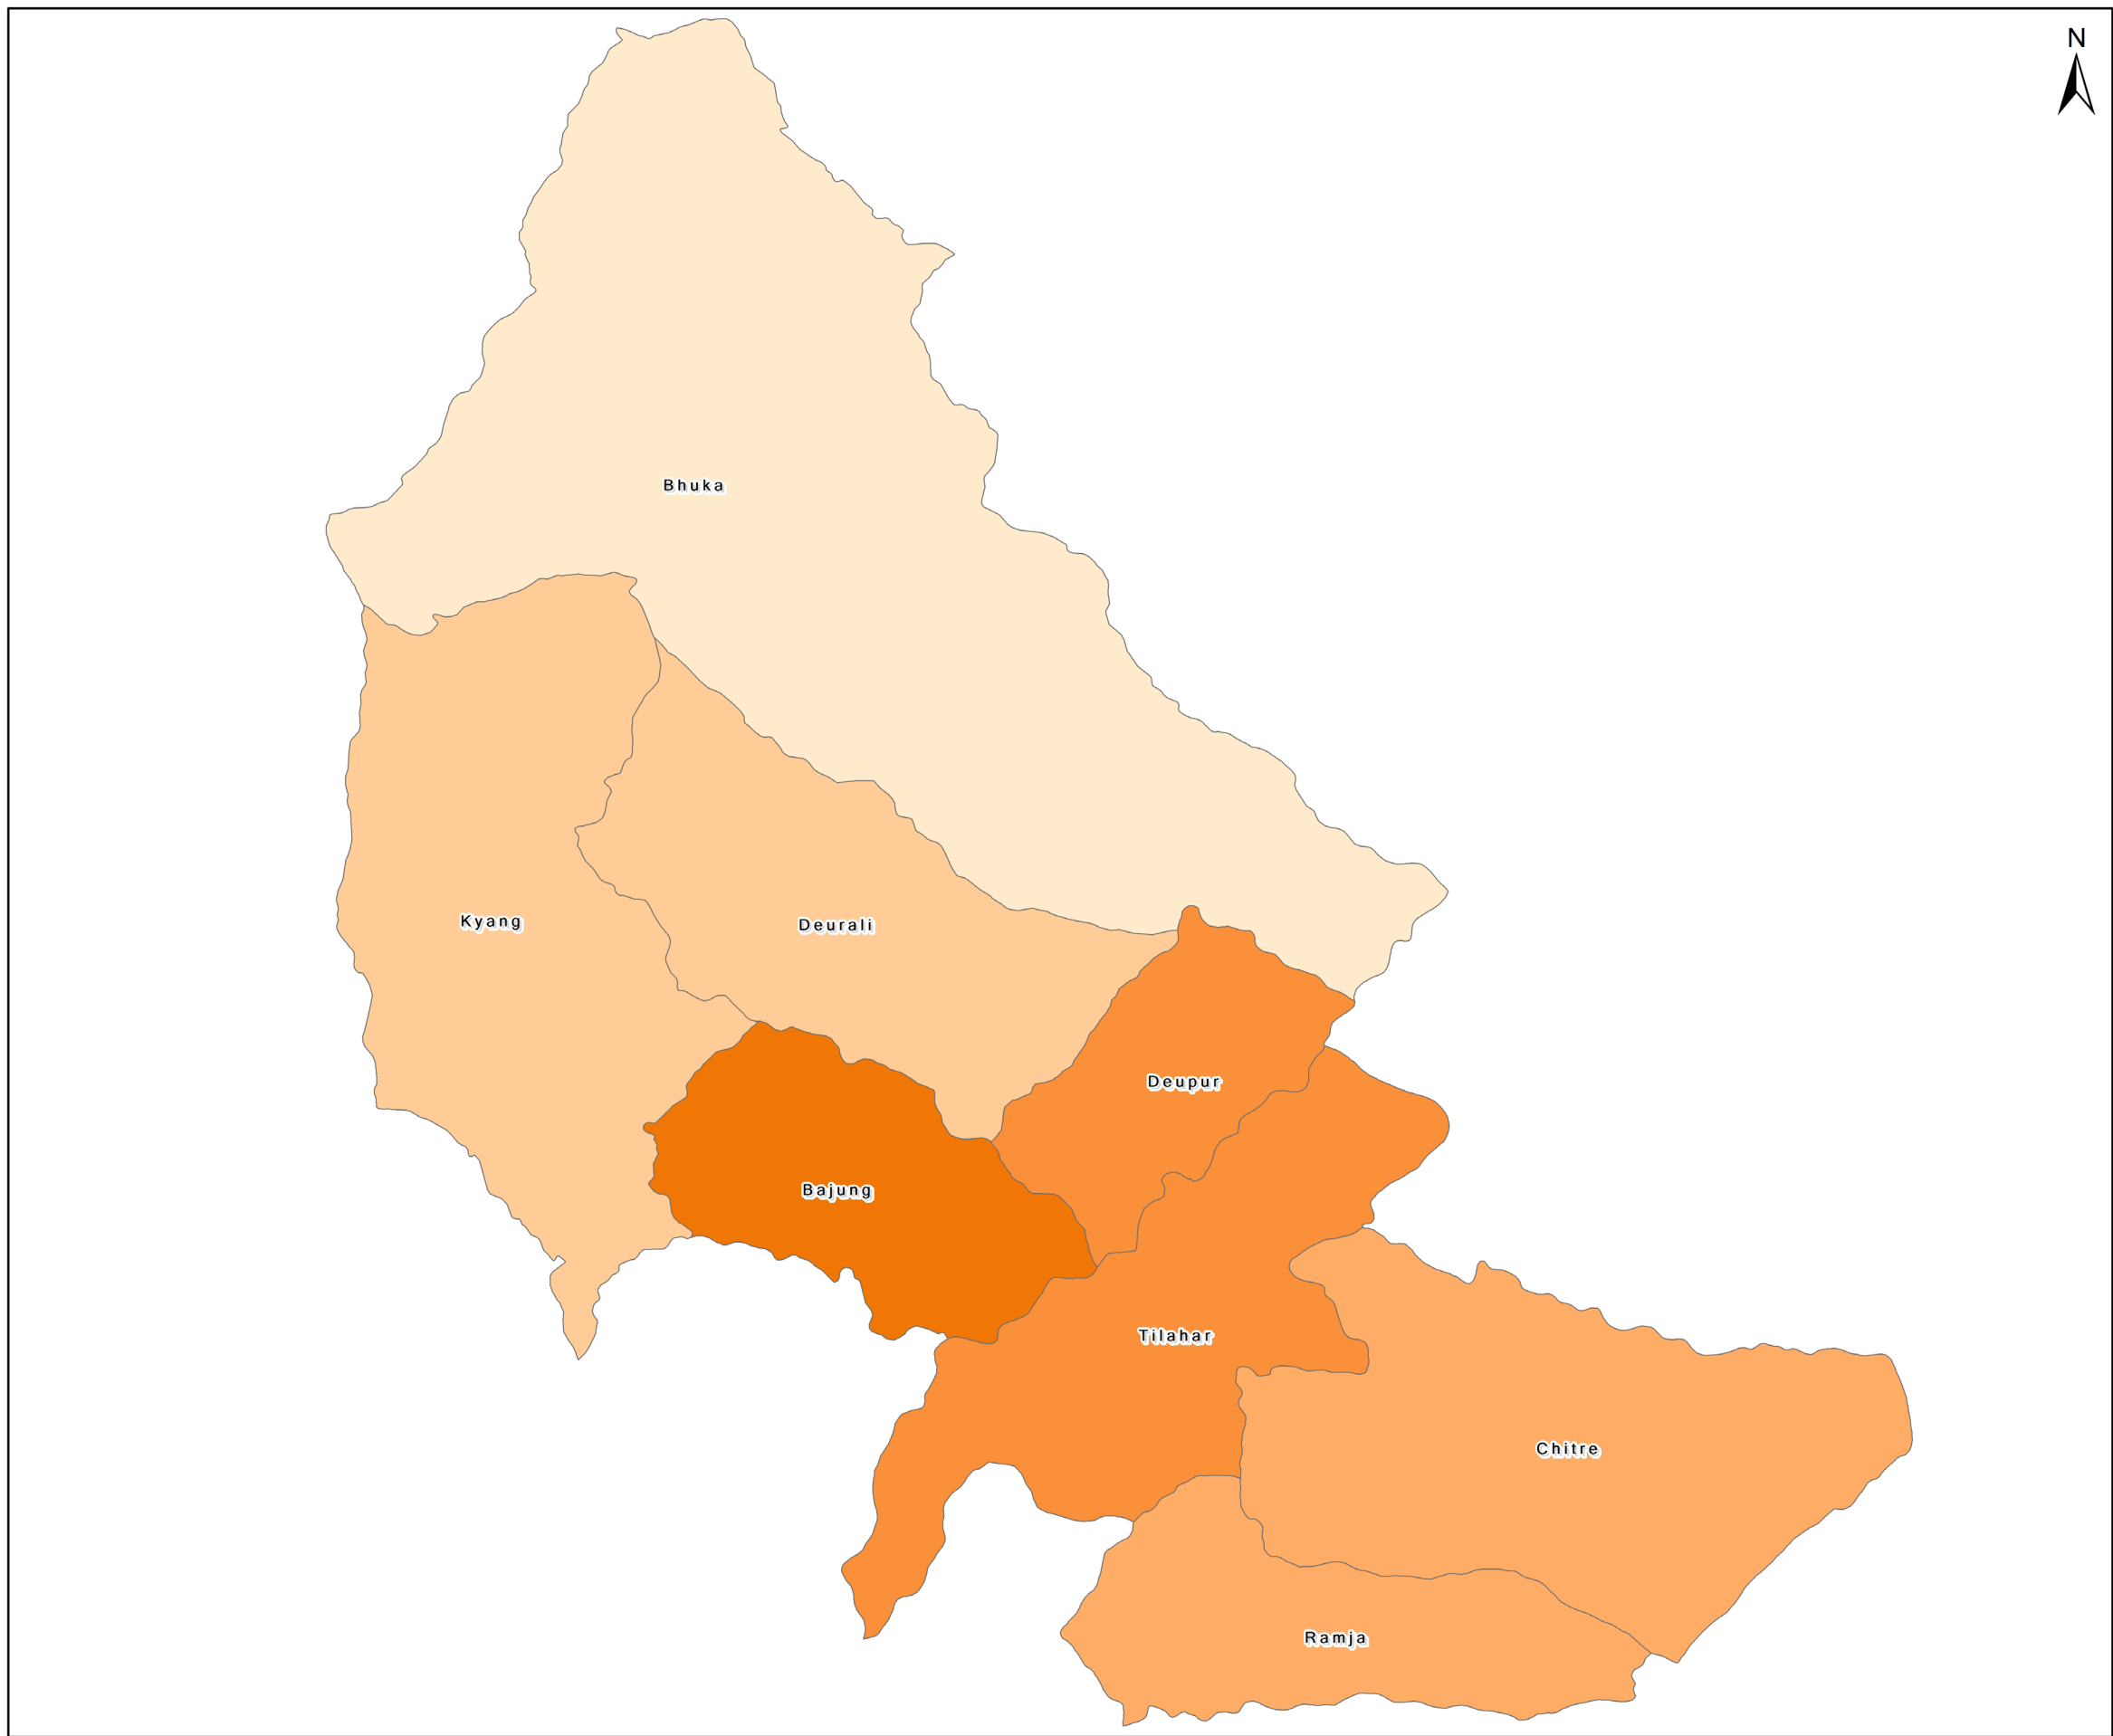 N
Bhuka
Kyang
Deurali
Deupur
Bajung
Tilahar
Chitre
Ramja